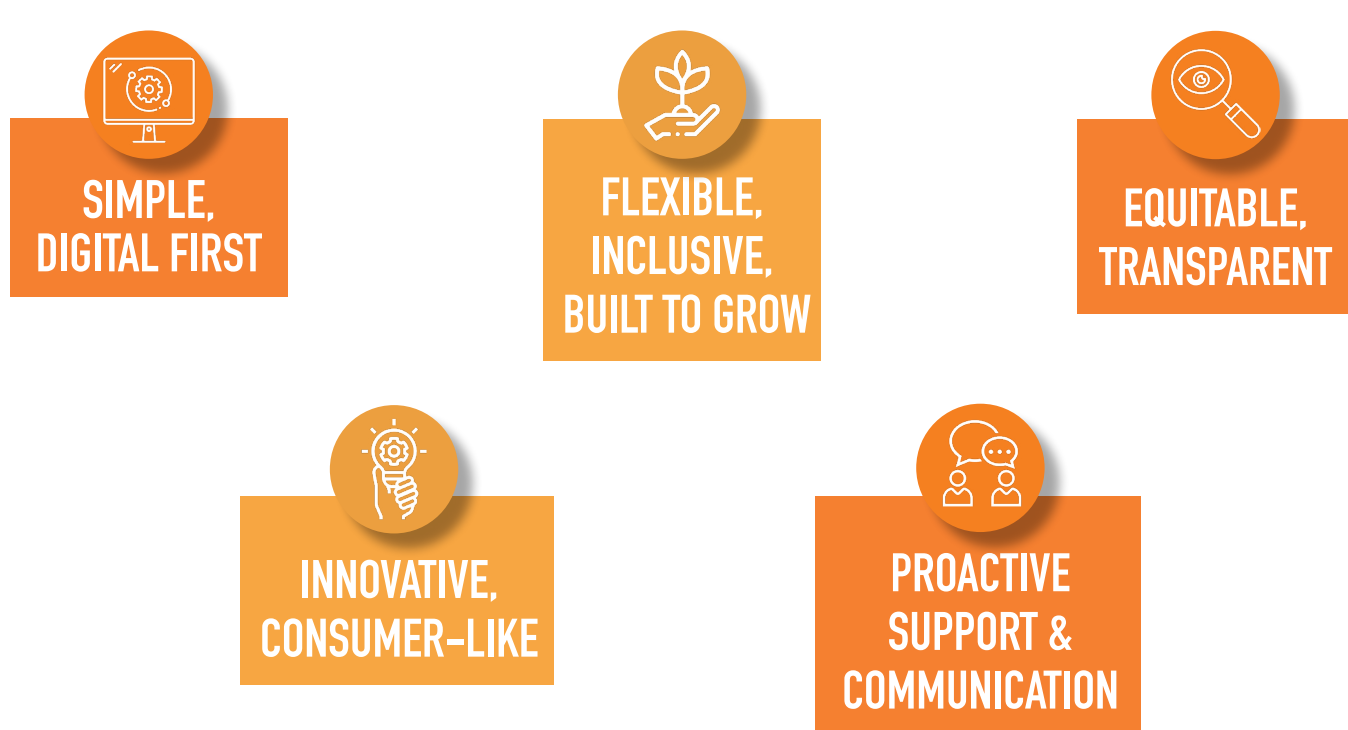 SIMPLE,
DIGITAL FIRST
FLEXIBLE,
INCLUSIVE,
BUILT TO GROW
EQUITABLE,
TRANSPARENT
INNOVATIVE,
CONSUMER-LIKE
PROACTIVE
SUPPORT &
COMMUNICATION